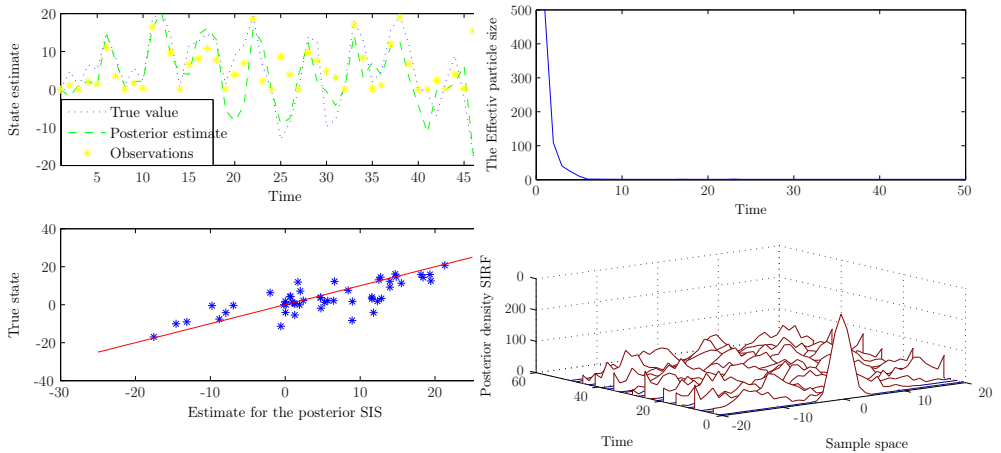 20
10
0
-10
-20
State estimate
True value
Posterior estimate
Observations
5 10 15 20 25 30 35 40 45
Time
500
400
300
200
100
0
The Effectiv particle size
0 10 20 30 40 50
Time
40
20
0
-20
-40
True state
-30 -20 -10 0 10 20
Estimate for the posterior SIS
0
200
100
0
Posterior density SIRF
60
40
20
0
Time
-20
-10
0
10
20
Sample space